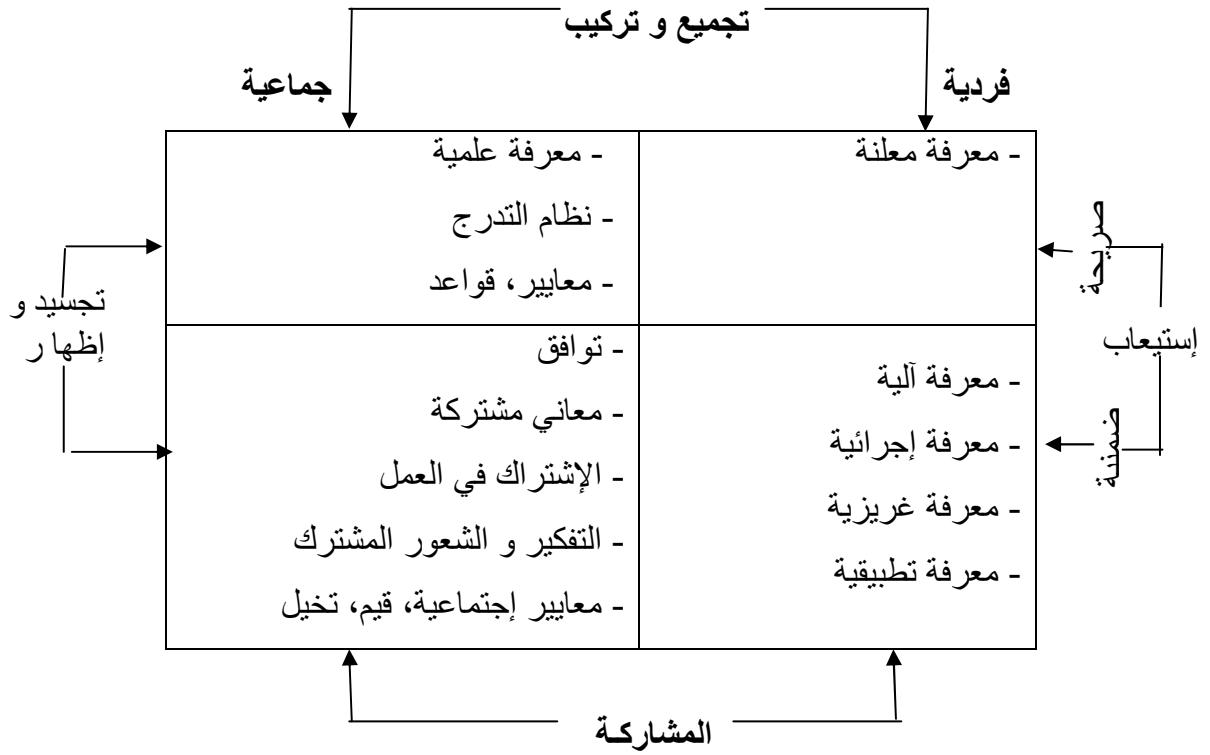 تجميع و تركيب
فردية
جماعية
- معرفة معلنة
- معرفة علمية
- نظام التدرج
- معايير، قواعد
صريحة
ضمنية
إستيعاب
تجسيد و
إظهار
- معرفة آلية
- معرفة إجرائية
- معرفة غريزية
- معرفة تطبيقية
- توافق
- معاني مشتركة
- الإشتراك في العمل
- التفكير و الشعور المشترك
- معايير إجتماعية، قيم، تخيل
المشاركـة